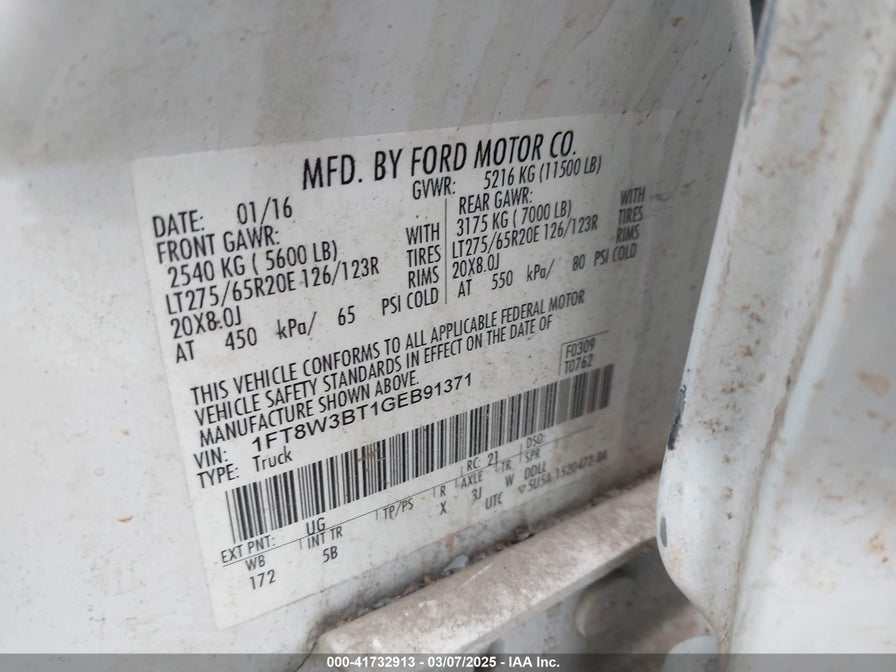 MFD. BY FORD MOTOR CO.
DATE: 01/16
GVWR: 5216 KG (11500 LB)
FRONT GAWR:
2540 KG ( 5600 LB) WITH
LT275/65R20E 126/123R TIRES
20X8.0J RIMS
AT 450 kPa/ 65 PSI COLD
REAR GAWR:
3175 KG ( 7000 LB) WITH
LT275/65R20E 126/123R TIRES
20X8.0J RIMS
AT 550 kPa/ 80 PSI COLD
THIS VEHICLE CONFORMS TO ALL APPLICABLE FEDERAL MOTOR
VEHICLE SAFETY STANDARDS IN EFFECT ON THE DATE OF
MANUFACTURE SHOWN ABOVE.
F0309
T0762
VIN: 1FT8W3BT1GEB91371
TYPE: Truck
EXT PNT: UG RC: 21 DSO:
WB INT TR TP/PS R AXLE TR SPR
172 5B X 3J W DDLL
UTC 5U5A-1520472-BA
000-41732913 - 03/07/2025 - IAA Inc.